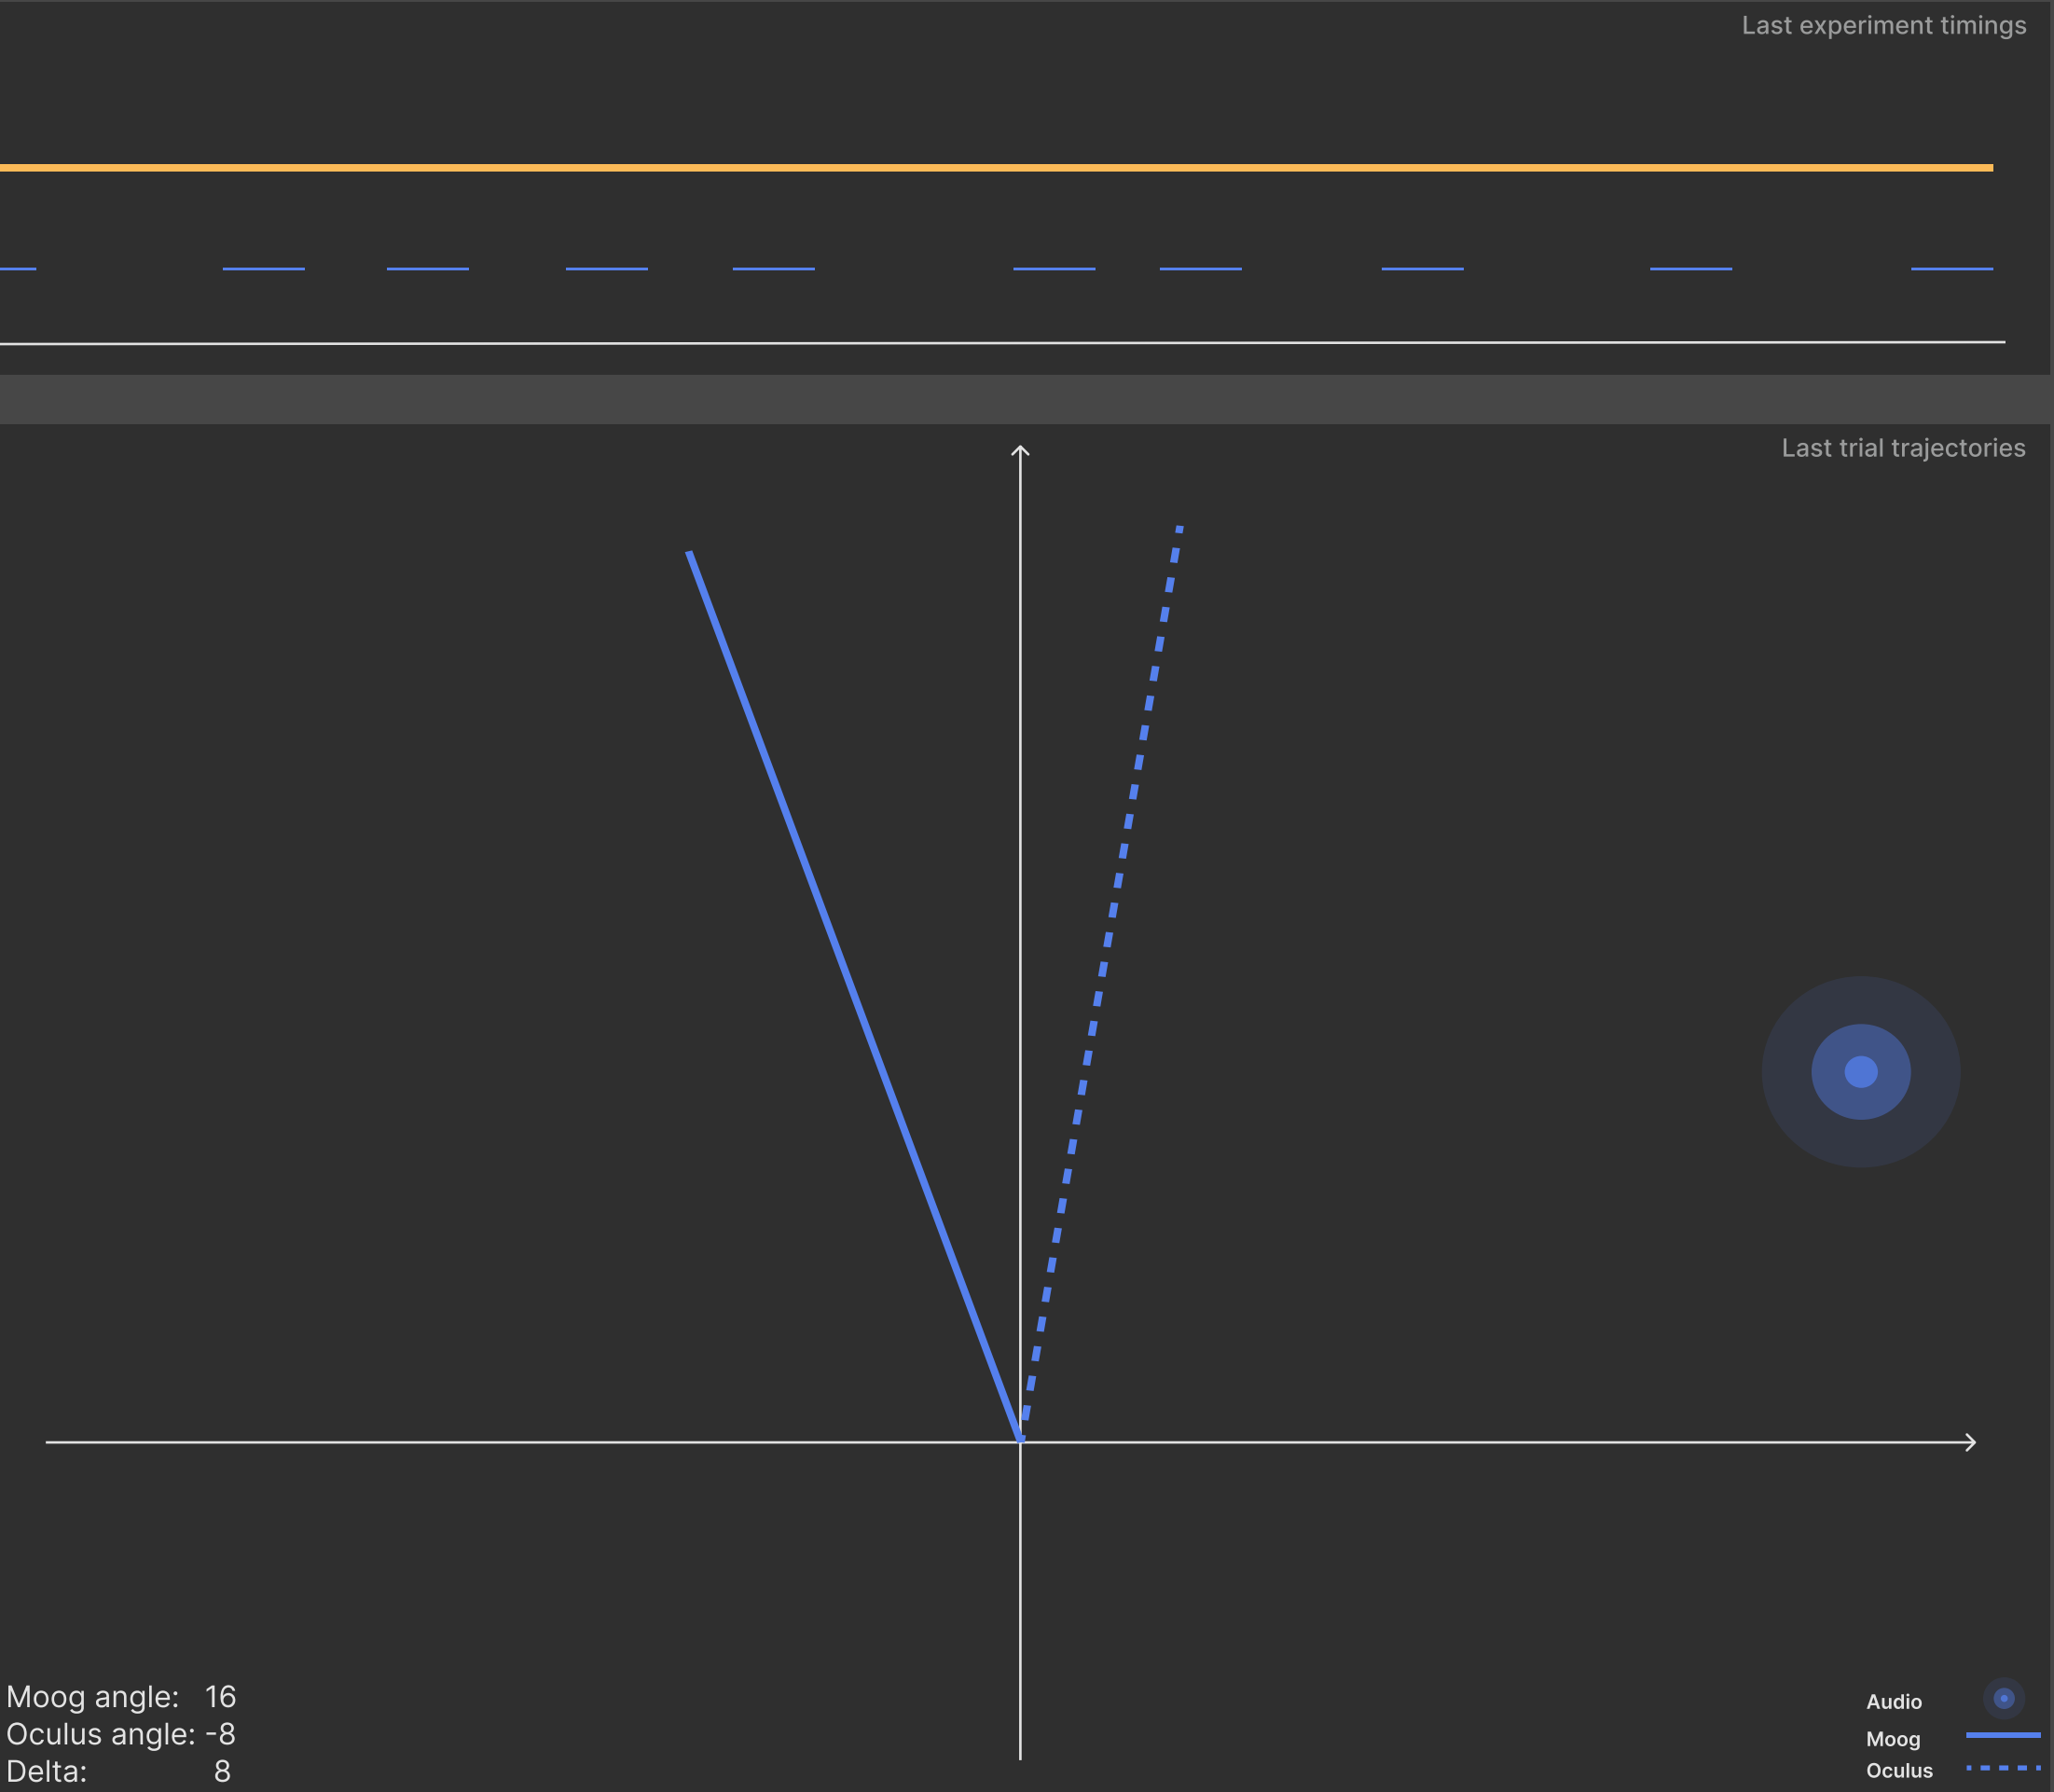 Last experiment timings
Last trial trajectories
Moog angle: 16
Oculus angle: -8
Delta: 8
Audio
Moog
Oculus